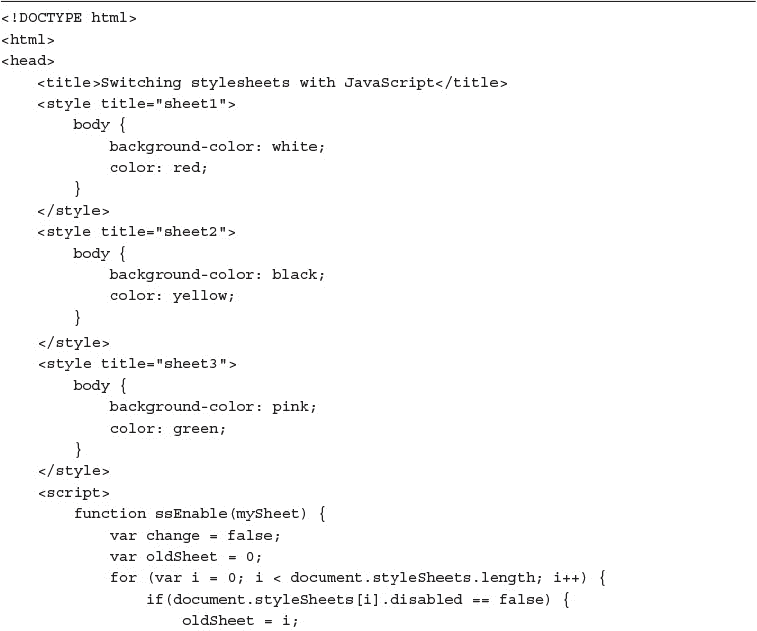 <!DOCTYPE html>
<html>
<head>
    <title>Switching stylesheets with JavaScript</title>
    <style title="sheet1">
        body {
            background-color: white;
            color: red;
        }
    </style>
    <style title="sheet2">
        body {
            background-color: black;
            color: yellow;
        }
    </style>
    <style title="sheet3">
        body {
            background-color: pink;
            color: green;
        }
    </style>
    <script>
        function ssEnable(mySheet) {
            var change = false;
            var oldSheet = 0;
            for (var i = 0; i < document.styleSheets.length; i++) {
                if(document.styleSheets[i].disabled == false) {
                    oldSheet = i;